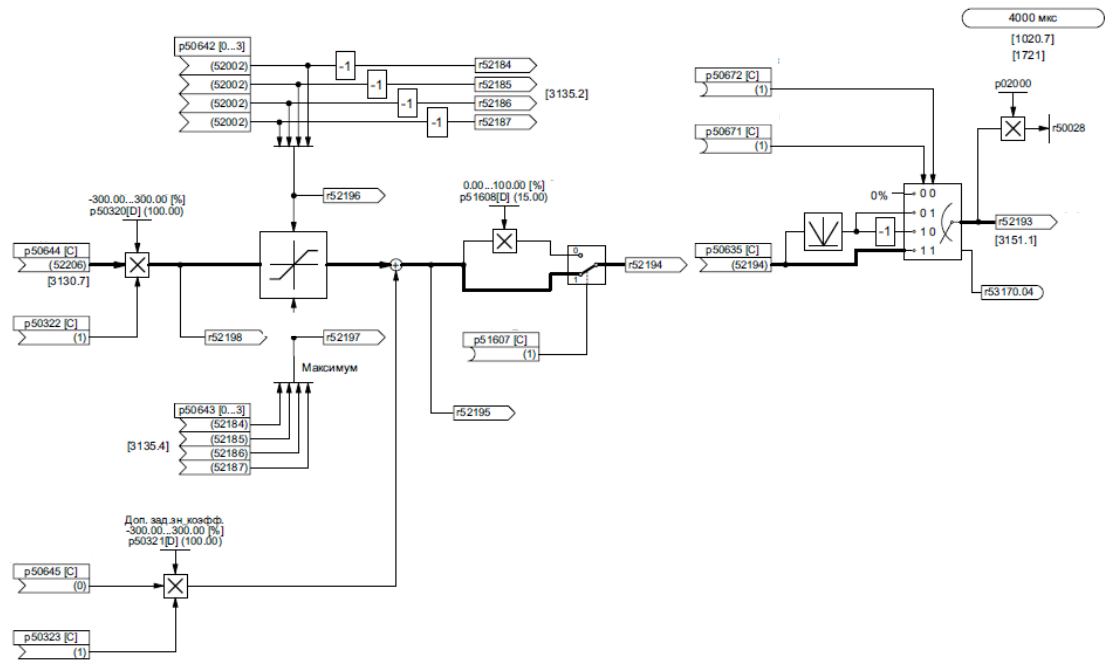 4000 мкс
[1020.7]
[1721]
p50642 [0...3]
(52002)
-1
r52184
(52002)
-1
r52185
(52002)
-1
r52186
(52002)
-1
r52187
[3135.2]
p50672 [C]
(1)
p50671 [C]
(1)
p02000
r50028
r52196
-300.00...300.00 [%]
p50320[D] (100.00)
0.00...100.00 [%]
p51608[D] (15.00)
0%
0 0
0 1
1 0
1 1
-1
r52193
[3151.1]
r53170.04
p50644 [C]
(52206)
[3130.7]
0
1
r52194
p50635 [C]
(52194)
p50322 [C]
(1)
r52198
r52197
p51607 [C]
(1)
Максимум
p50643 [0...3]
(52184)
(52185)
(52186)
(52187)
[3135.4]
r52195
Доп. зад.зн_коэфф.
-300.00...300.00 [%]
p50321[D] (100.00)
p50645 [C]
(0)
p50323 [C]
(1)